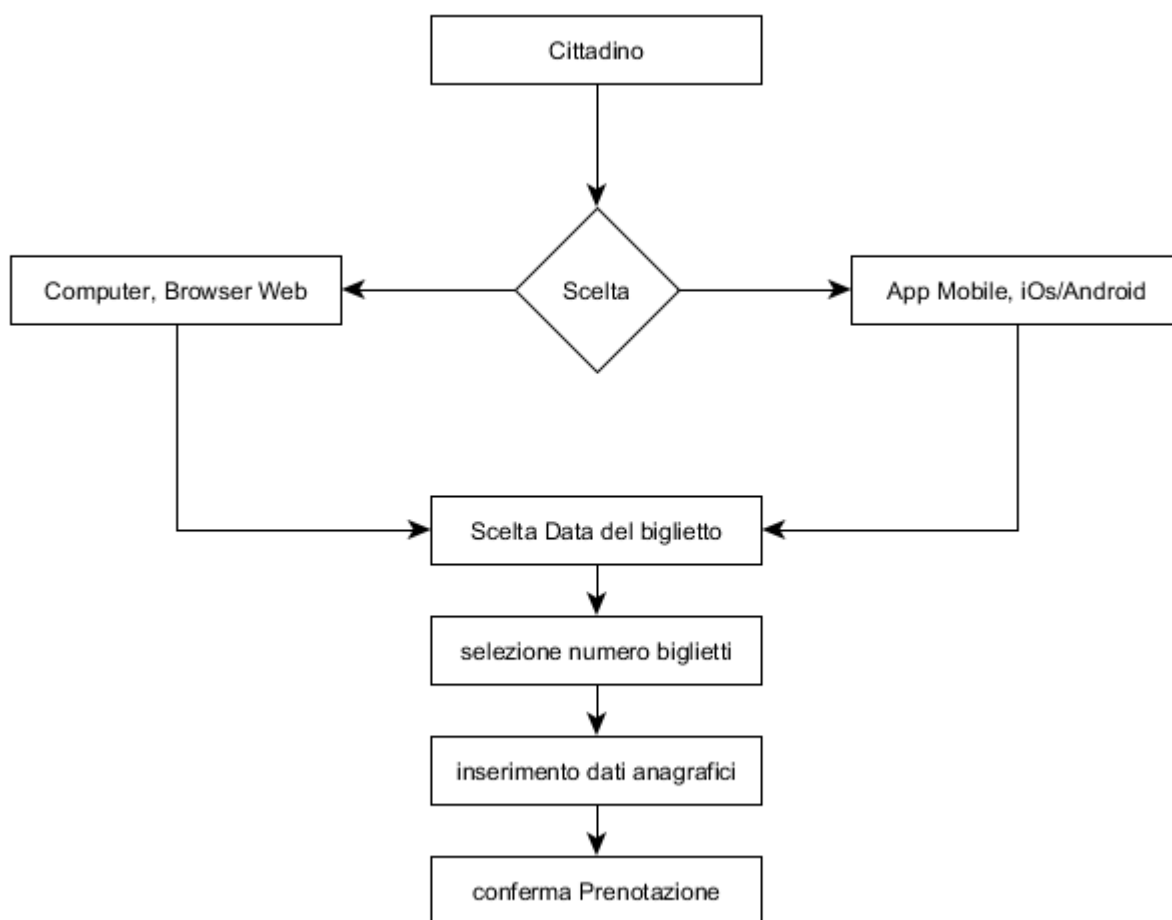 Cittadino
Scelta
Computer, Browser Web
App Mobile, iOs/Android
Scelta Data del biglietto
selezione numero biglietti
inserimento dati anagrafici
conferma Prenotazione